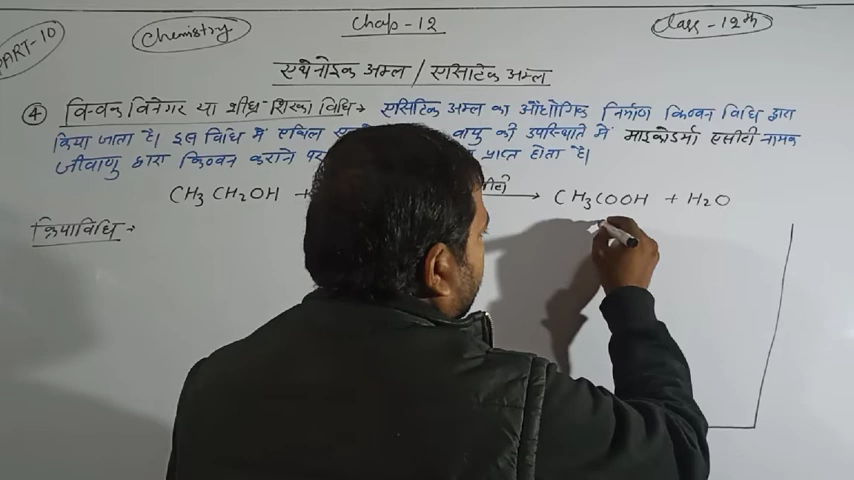 PART-10
Chemistry
Chap - 12
Class - 12th
एथेनोइक अम्ल / एसिटिक अम्ल
④ क्विक विनेगर या शीघ्र सिरका विधि → एसिटिक अम्ल का औद्योगिक निर्माण किण्वन विधि द्वारा
किया जाता है। इस विधि में एथिल वायु की उपस्थिति में माइकोडर्मा एसीटी नामक
जीवाणु द्वारा किण्वन कराने पर प्राप्त होता है।
CH3 CH2OH + → CH3COOH + H2O
क्रियाविधि →